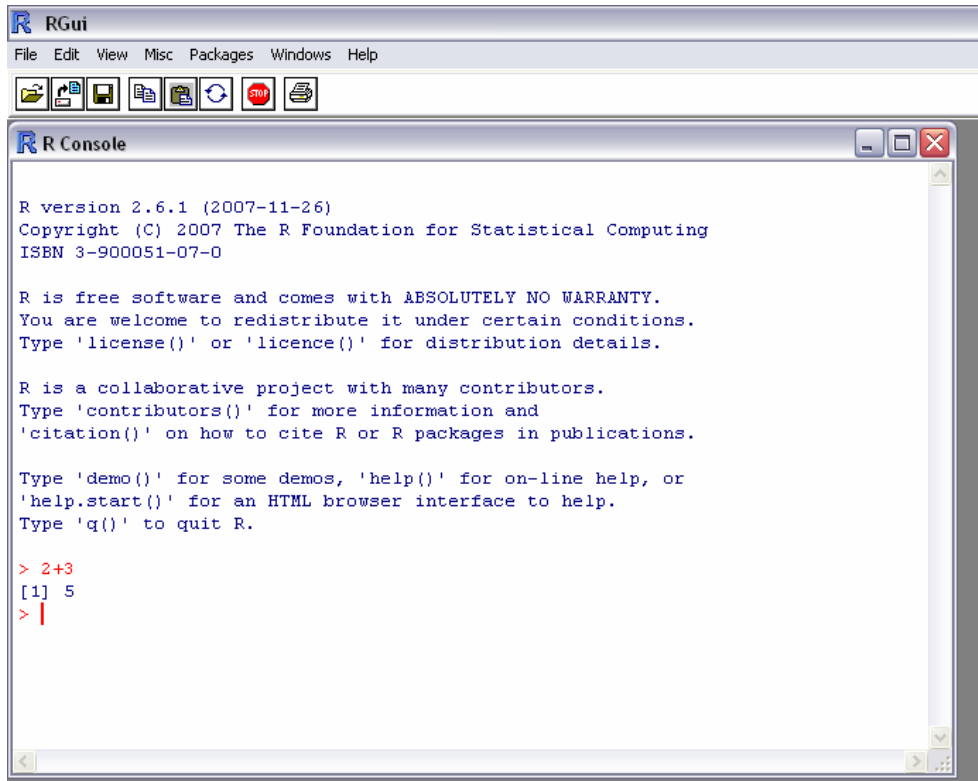 RGui
File Edit View Misc Packages Windows Help
STOP
R Console
R version 2.6.1 (2007-11-26)
Copyright (C) 2007 The R Foundation for Statistical Computing
ISBN 3-900051-07-0
R is free software and comes with ABSOLUTELY NO WARRANTY.
You are welcome to redistribute it under certain conditions.
Type 'license()' or 'licence()' for distribution details.
R is a collaborative project with many contributors.
Type 'contributors()' for more information and
'citation()' on how to cite R or R packages in publications.
Type 'demo()' for some demos, 'help()' for on-line help, or
'help.start()' for an HTML browser interface to help.
Type 'q()' to quit R.
> 2+3
[1] 5
>